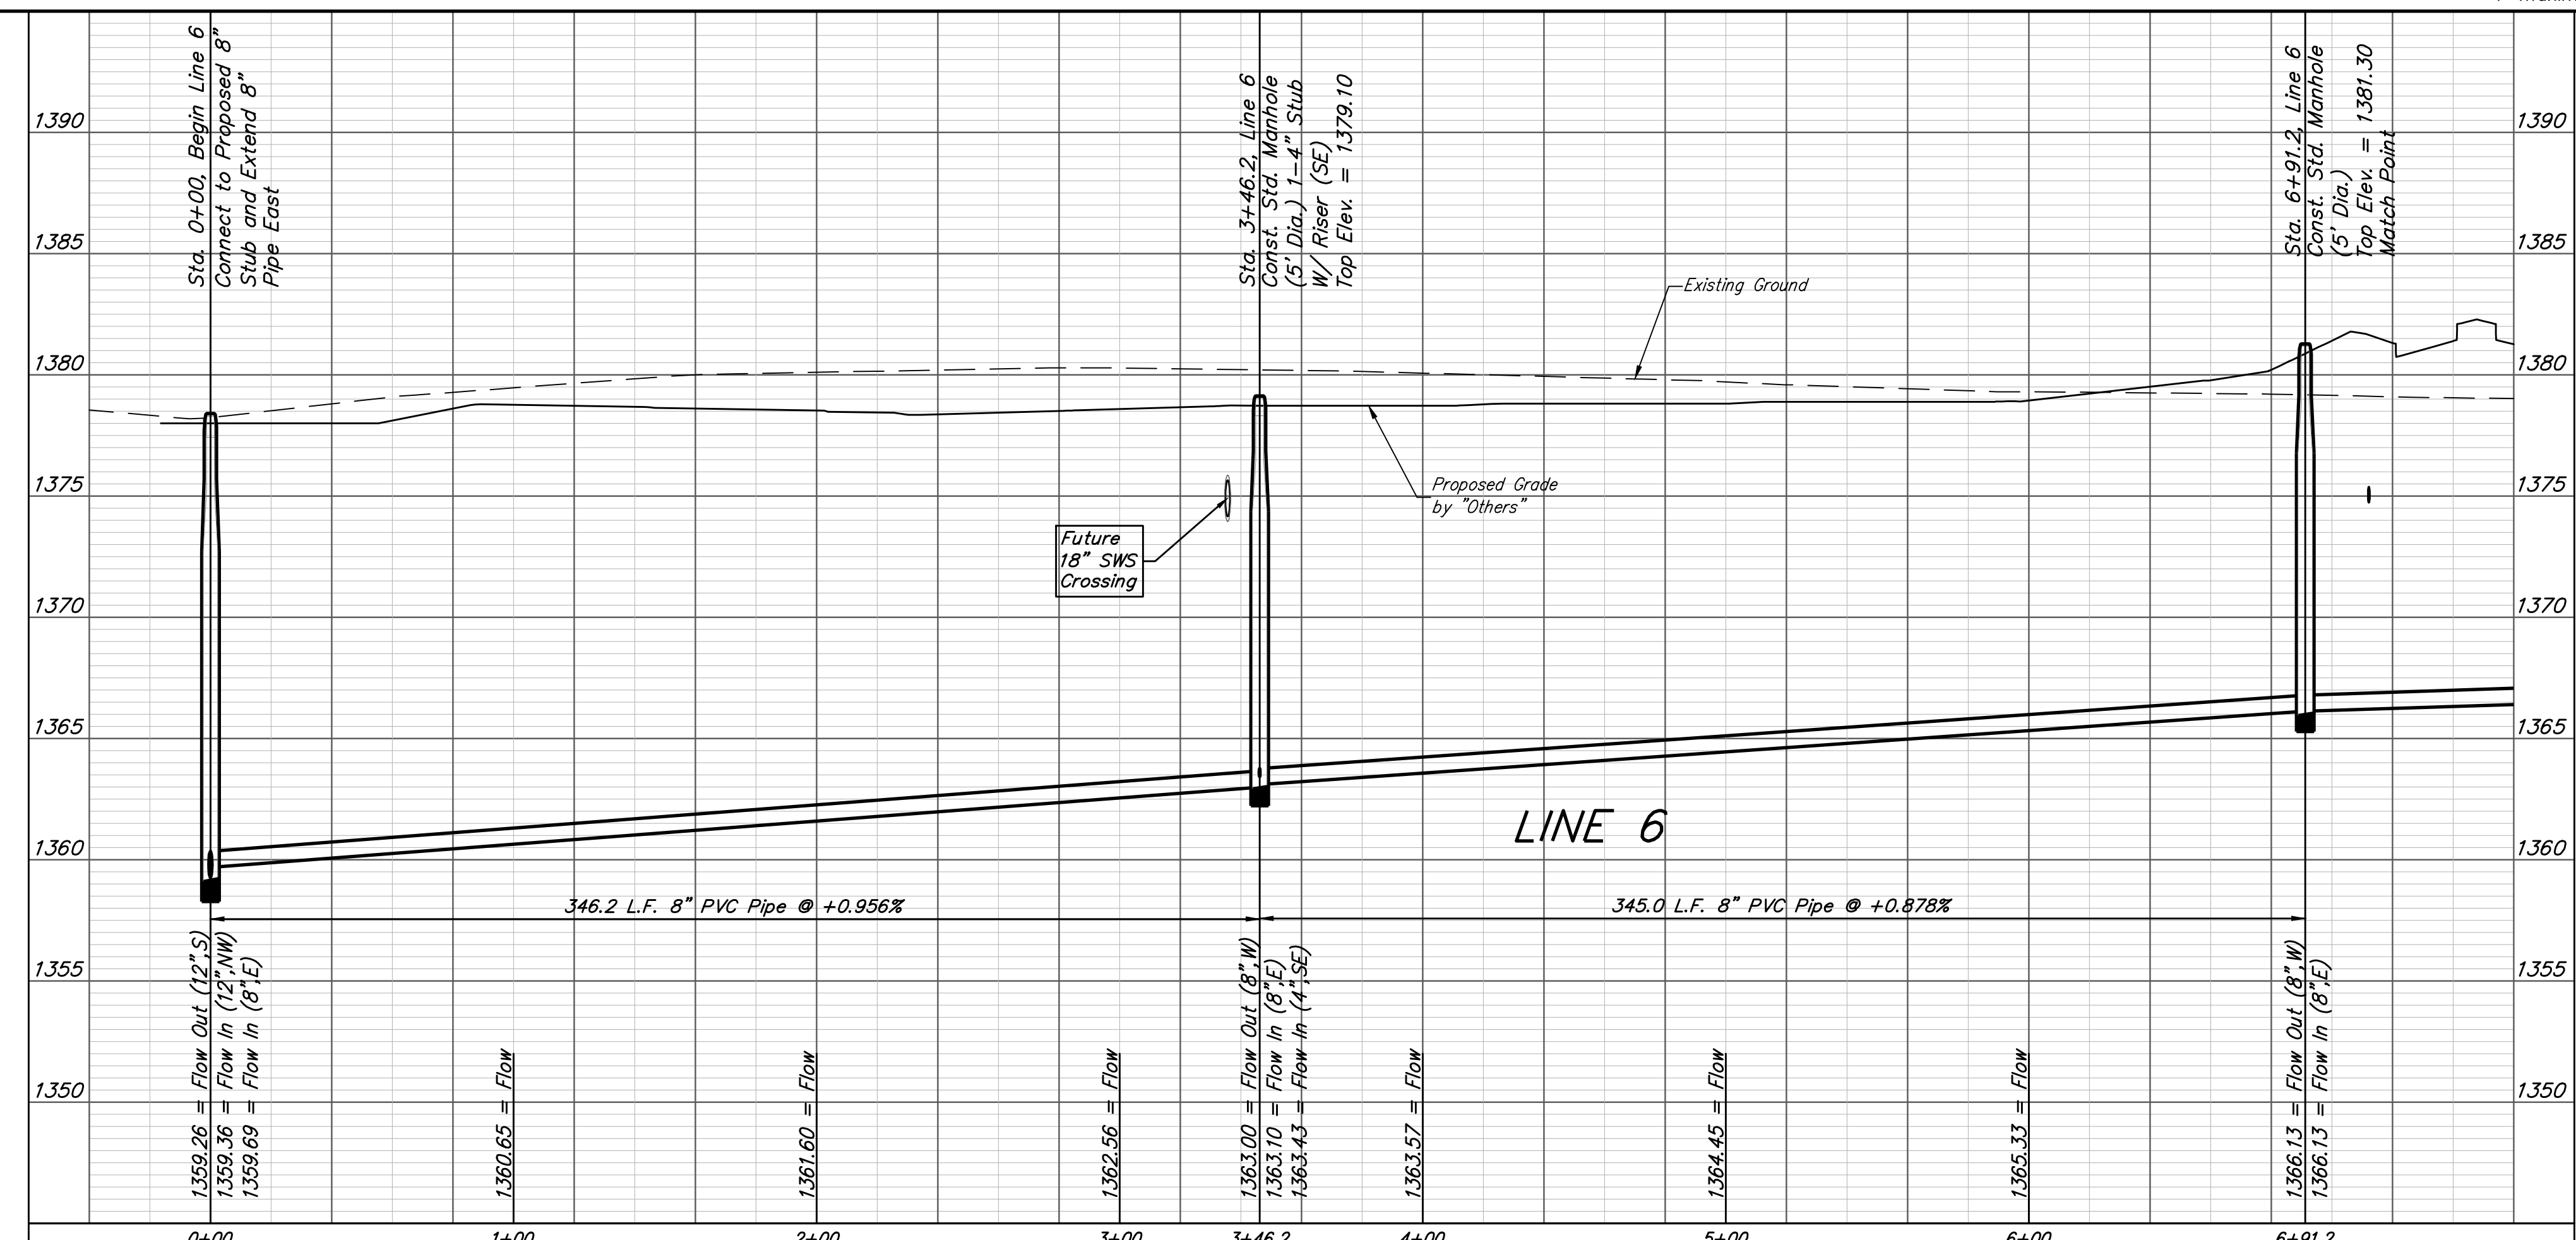 Sta. 0+00, Begin Line 6
Connect to Proposed 8"
Stub and Extend 8"
Pipe East
Sta. 3+46.2, Line 6
Const. Std. Manhole
(5' Dia.) 1-4" Stub
W/ Riser (SE)
Top Elev. = 1379.10
Sta. 6+91.2, Line 6
Const. Std. Manhole
(5' Dia.)
Top Elev. = 1381.30
Match Point
1390
1390
1385
1385
Existing Ground
1380
1380
1375
1375
Proposed Grade
by "Others"
Future
18" SWS
Crossing
1370
1370
1365
1365
LINE 6
1360
1360
346.2 L.F. 8" PVC Pipe @ +0.956%
345.0 L.F. 8" PVC Pipe @ +0.878%
1355
1355
1350
1350
1359.26 = Flow Out (12",S)
1359.36 = Flow In (12",NW)
1359.69 = Flow In (8",E)
1360.65 = Flow
1361.60 = Flow
1362.56 = Flow
1363.00 = Flow Out (8",W)
1363.10 = Flow In (8",E)
1363.43 = Flow In (4",SE)
1363.57 = Flow
1364.45 = Flow
1365.33 = Flow
1366.13 = Flow Out (8",W)
1366.13 = Flow In (8",E)
0+00
1+00
2+00
3+00
3+46.2
4+00
5+00
6+00
6+91.2